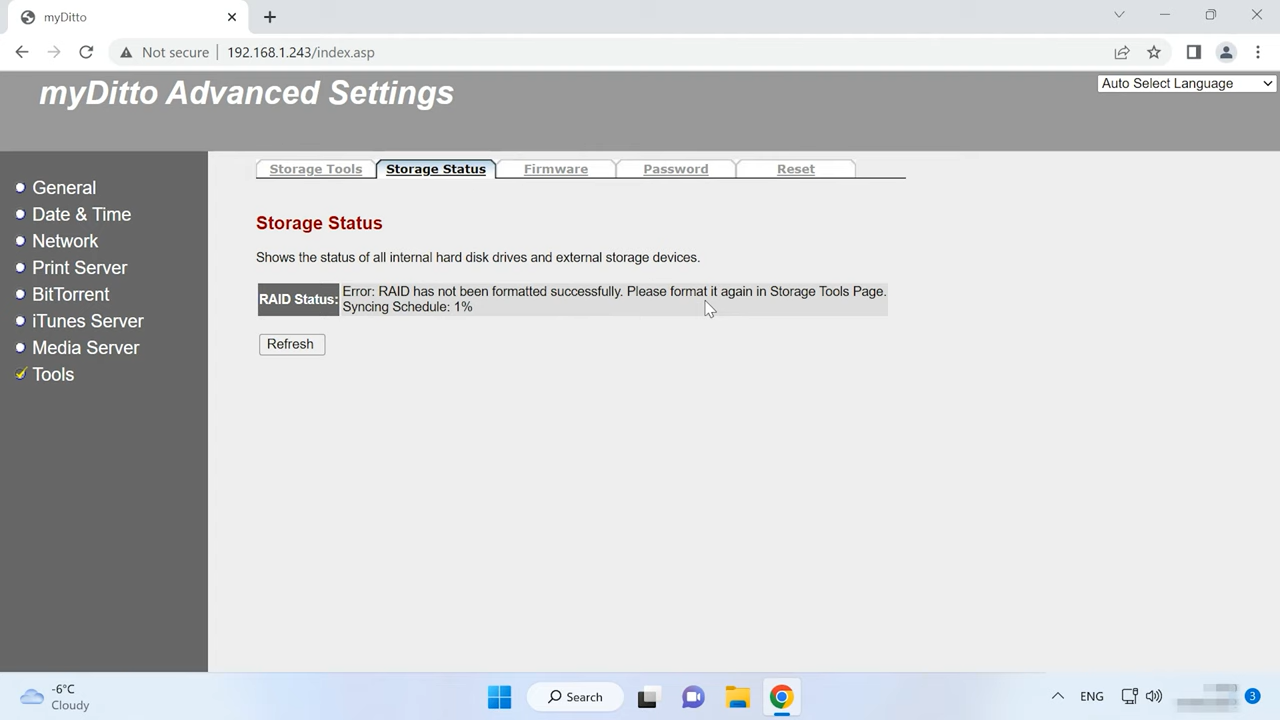 myDitto
Not secure
192.168.1.243/index.asp
myDitto Advanced Settings
Auto Select Language
General
Date & Time
Network
Print Server
BitTorrent
iTunes Server
Media Server
Tools
Storage Tools
Storage Status
Firmware
Password
Reset
Storage Status
Shows the status of all internal hard disk drives and external storage devices.
RAID Status:
Error: RAID has not been formatted successfully. Please format it again in Storage Tools Page.
Syncing Schedule: 1%
Refresh
-6°C
Cloudy
Search
ENG
3